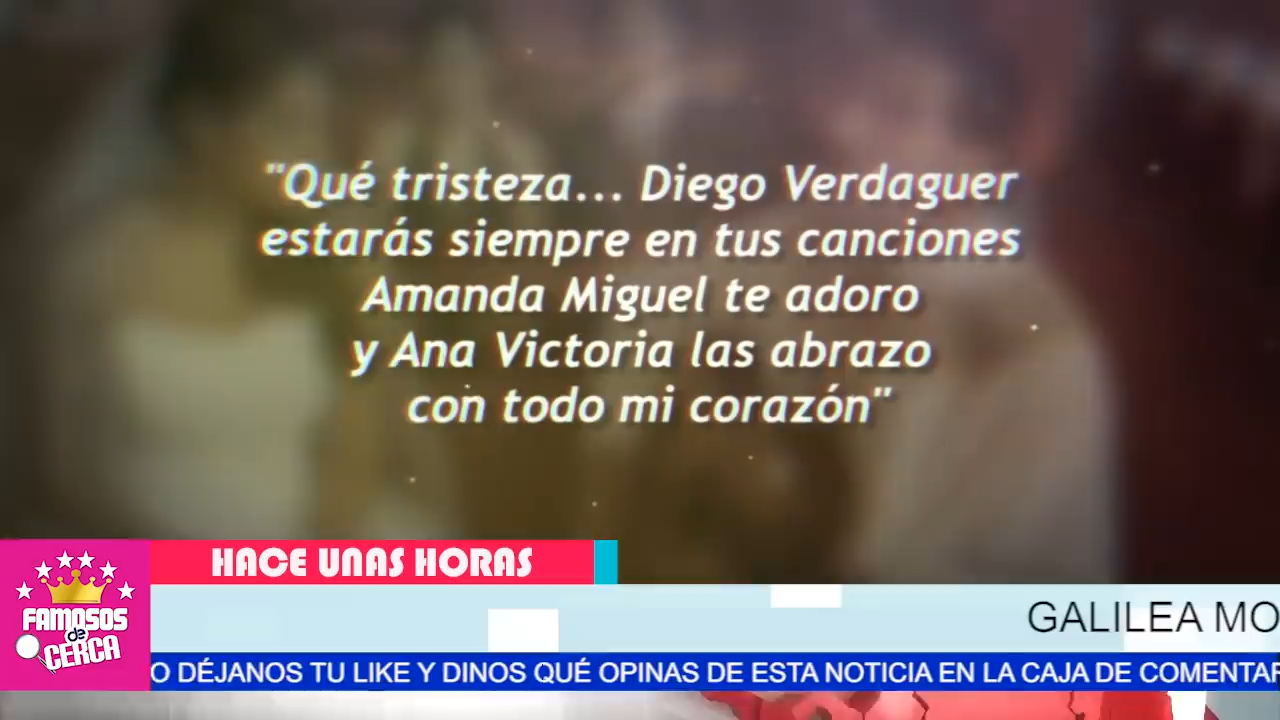 "Qué tristeza... Diego Verdaguer
estarás siempre en tus canciones
Amanda Miguel te adoro
y Ana Victoria las abrazo
con todo mi corazón"
HACE UNAS HORAS
FAMOSOS
de
CERCA
GALILEA MO
O DÉJANOS TU LIKE Y DINOS QUÉ OPINAS DE ESTA NOTICIA EN LA CAJA DE COMENTAR